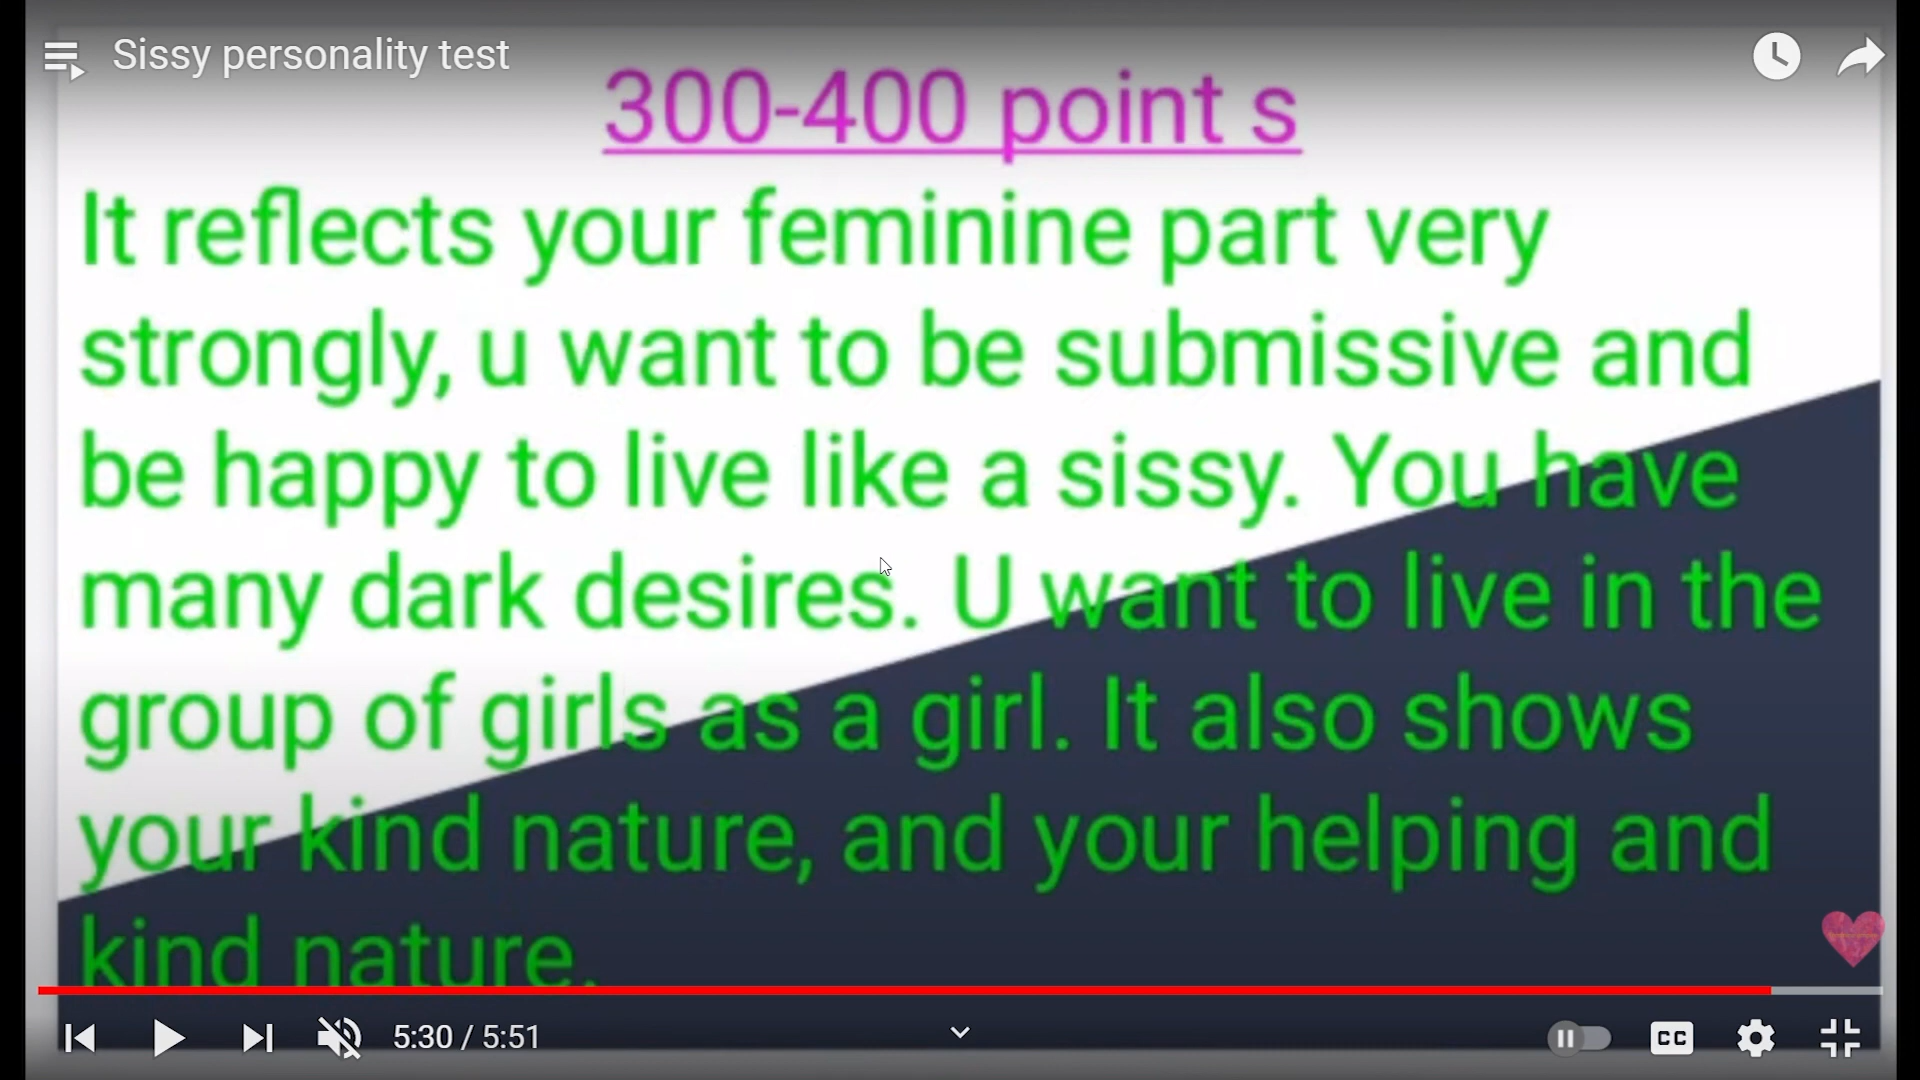 Sissy personality test
300-400 point s
It reflects your feminine part very
strongly, u want to be submissive and
be happy to live like a sissy. You have
many dark desires. U want to live in the
group of girls as a girl. It also shows
your kind nature, and your helping and
kind nature.
5:30 / 5:51
CC